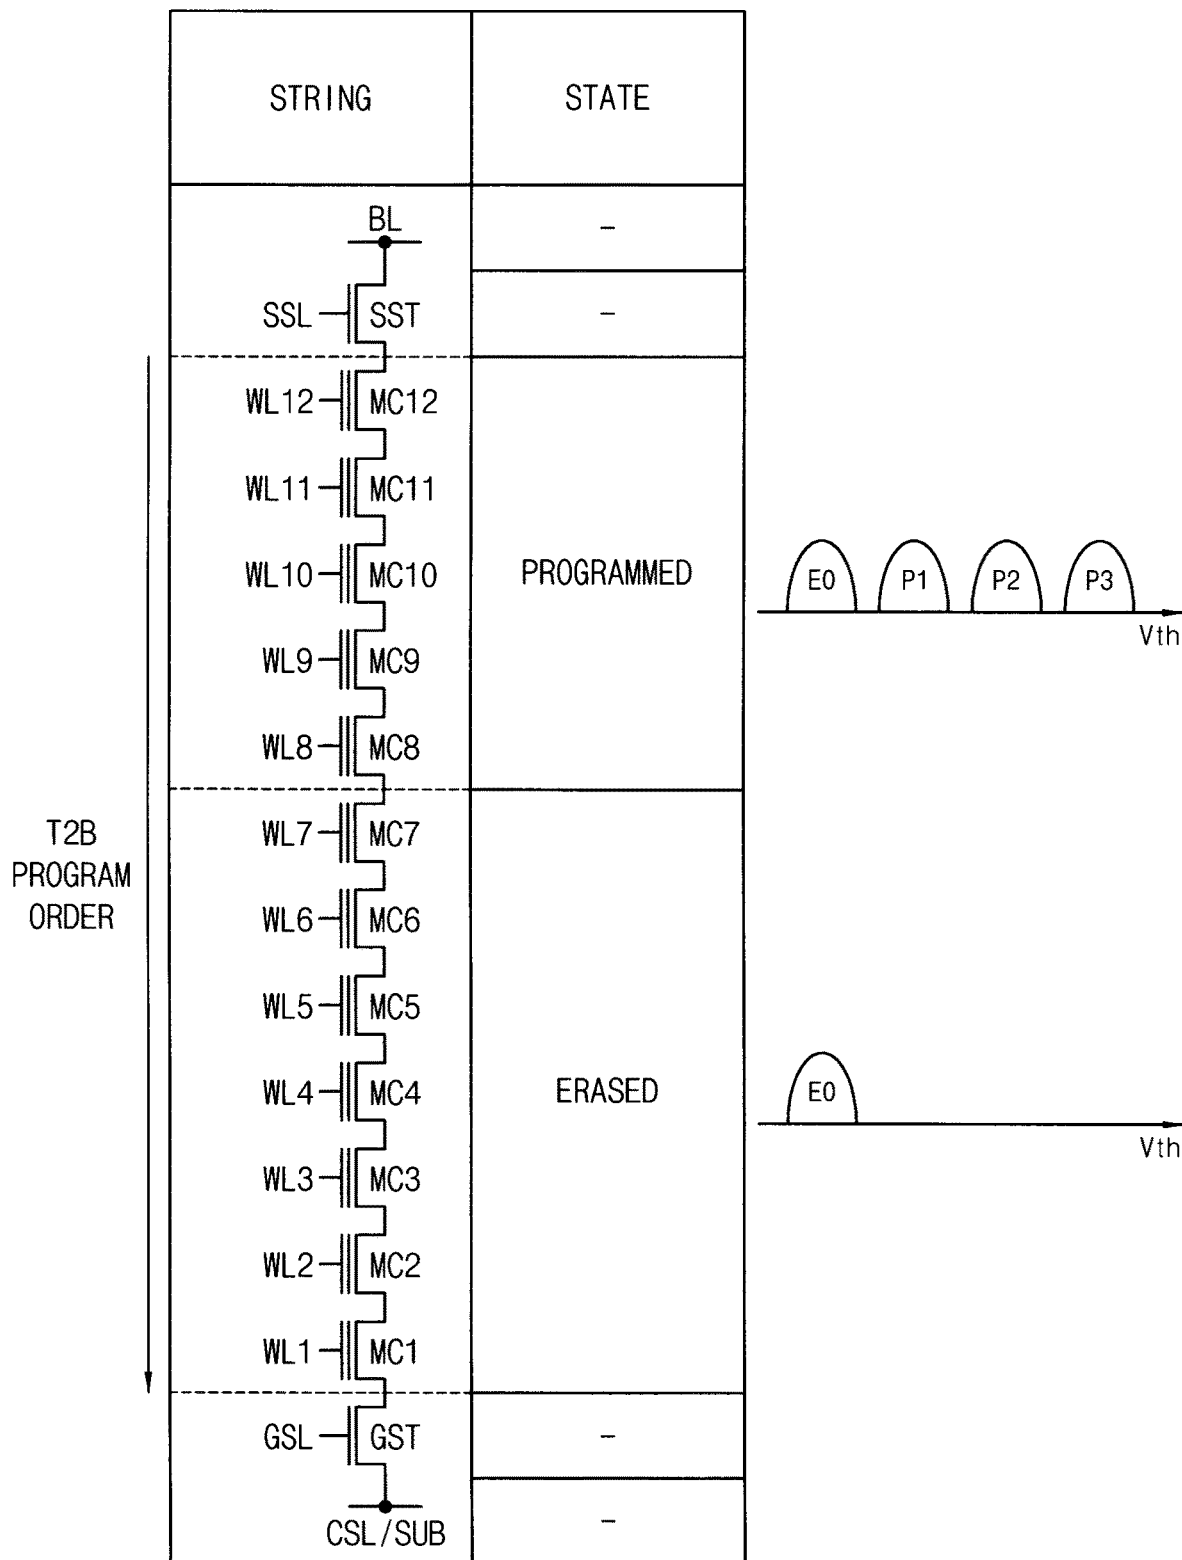 STRING STATE
BL -
SSL SST -
WL12 MC12
WL11 MC11
WL10 MC10 PROGRAMMED E0 P1 P2 P3
Vth
WL9 MC9
WL8 MC8
WL7 MC7
T2B
PROGRAM
ORDER
WL6 MC6
WL5 MC5
WL4 MC4 ERASED E0
Vth
WL3 MC3
WL2 MC2
WL1 MC1
GSL GST -
CSL/SUB -